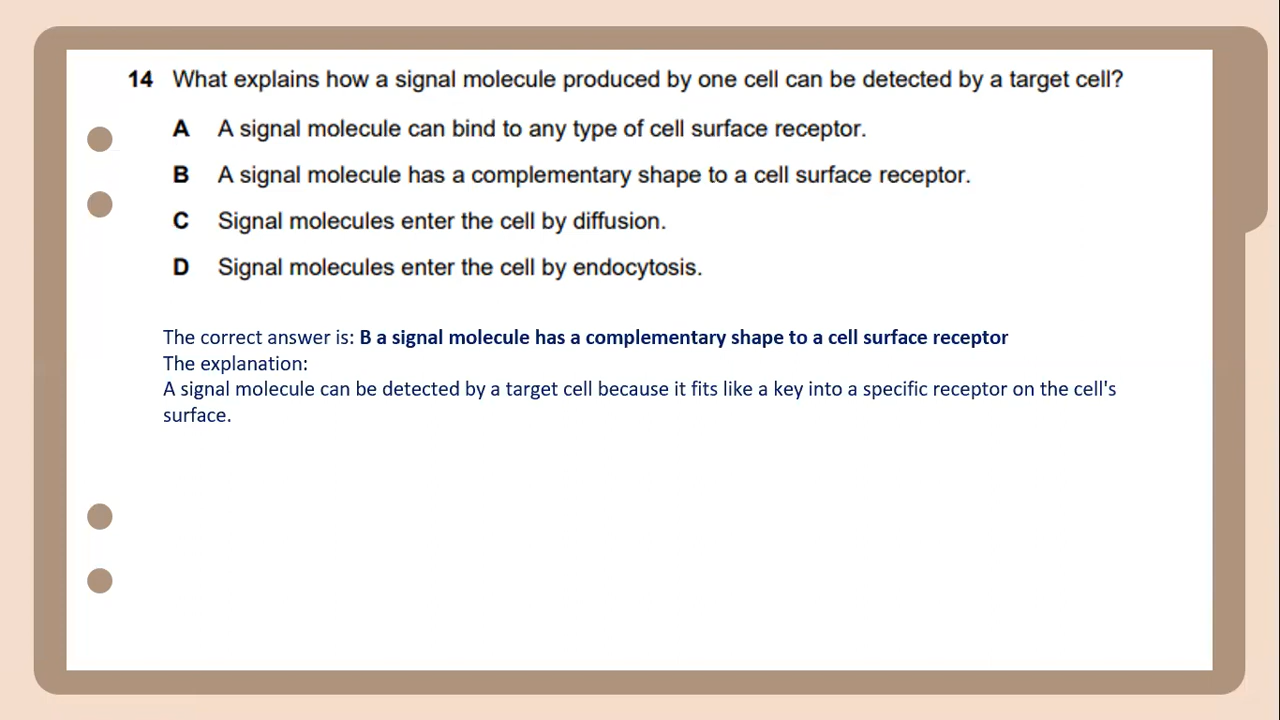 14 What explains how a signal molecule produced by one cell can be detected by a target cell?
A A signal molecule can bind to any type of cell surface receptor.
B A signal molecule has a complementary shape to a cell surface receptor.
C Signal molecules enter the cell by diffusion.
D Signal molecules enter the cell by endocytosis.
The correct answer is: B a signal molecule has a complementary shape to a cell surface receptor
The explanation:
A signal molecule can be detected by a target cell because it fits like a key into a specific receptor on the cell's
surface.